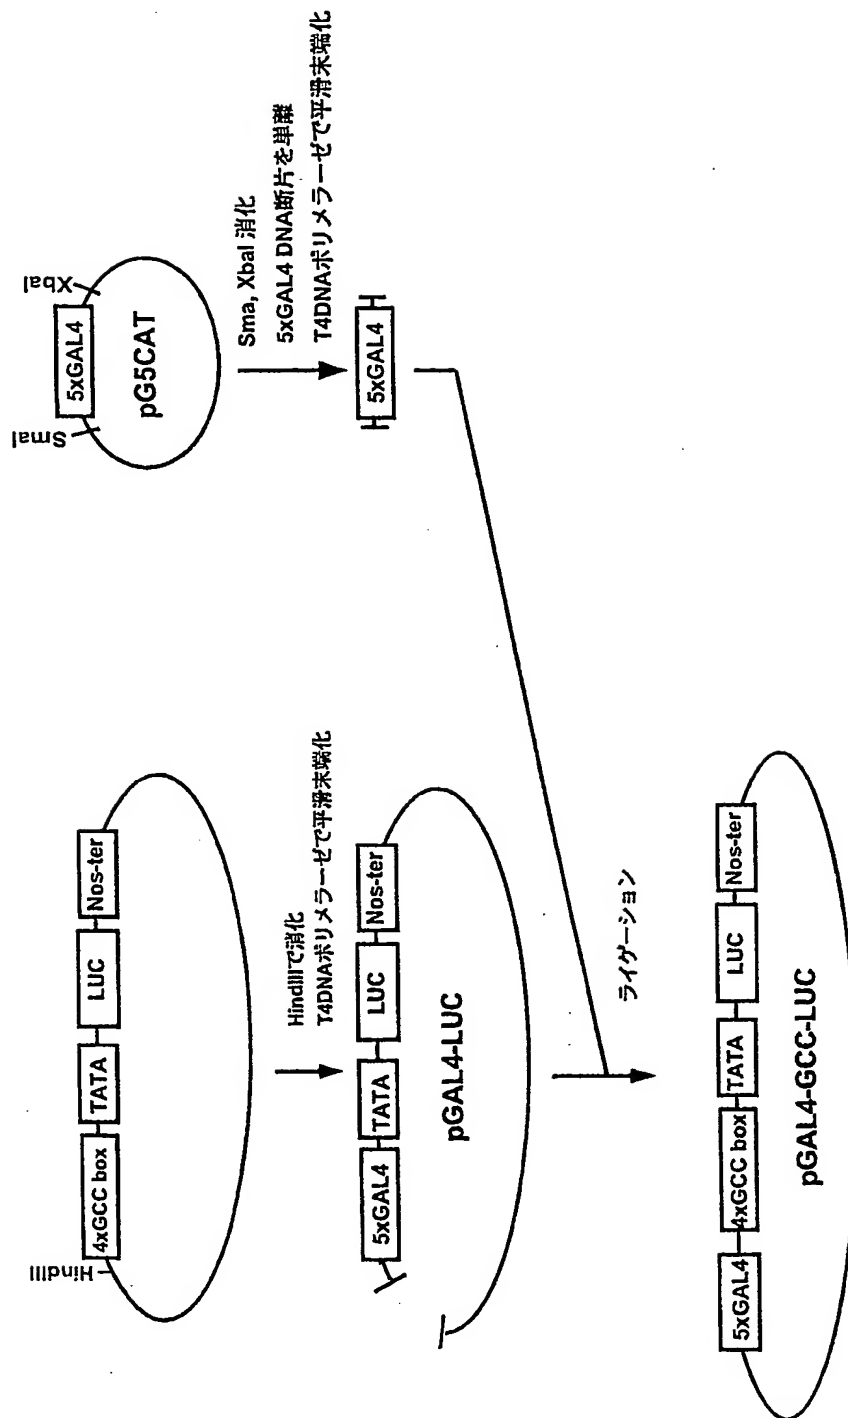 HindIII
4xGCC box
TATA
LUC
Nos-ter
HindIIIで消化
T4DNAポリメラーゼで平滑末端化
5xGAL4
TATA
LUC
Nos-ter
pGAL4-LUC
SmaI
5xGAL4
XbaI
pG5CAT
Sma, XbaI 消化
5xGAL4 DNA断片を単離
T4DNAポリメラーゼで平滑末端化
5xGAL4
ライゲーション
5xGAL4
4xGCC box
TATA
LUC
Nos-ter
pGAL4-GCC-LUC